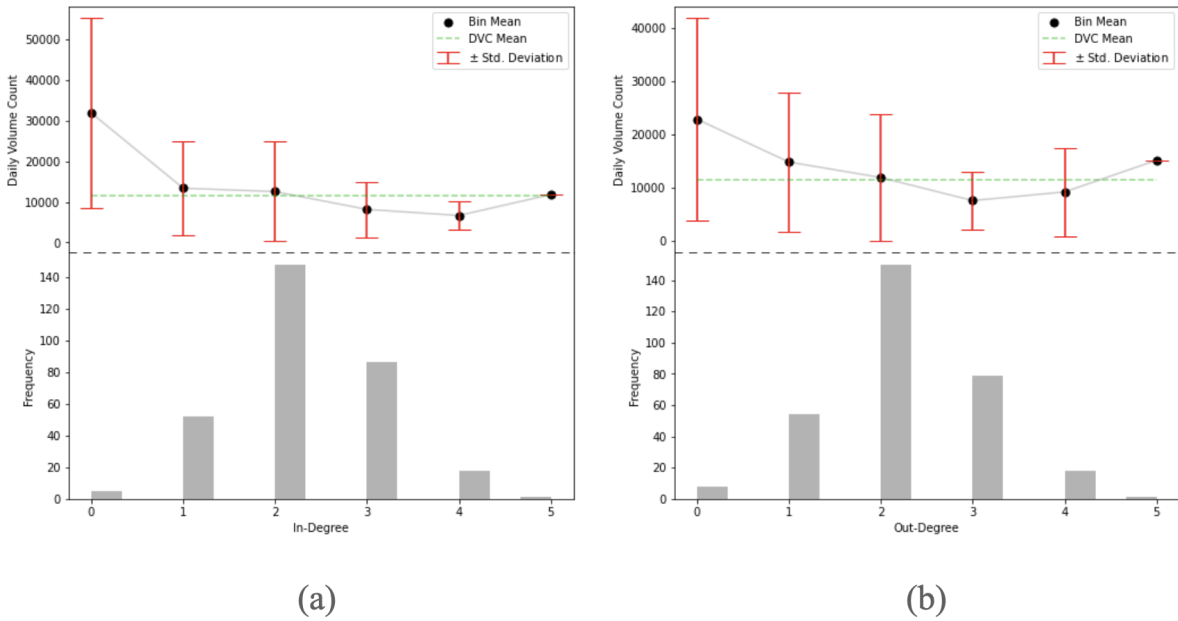 Bin Mean
DVC Mean
± Std. Deviation
Daily Volume Count
50000
40000
30000
20000
10000
0
Frequency
140
120
100
80
60
40
20
0
0 1 2 3 4 5
In-Degree
(a)
Bin Mean
DVC Mean
± Std. Deviation
Daily Volume Count
40000
30000
20000
10000
0
Frequency
140
120
100
80
60
40
20
0
0 1 2 3 4 5
Out-Degree
(b)